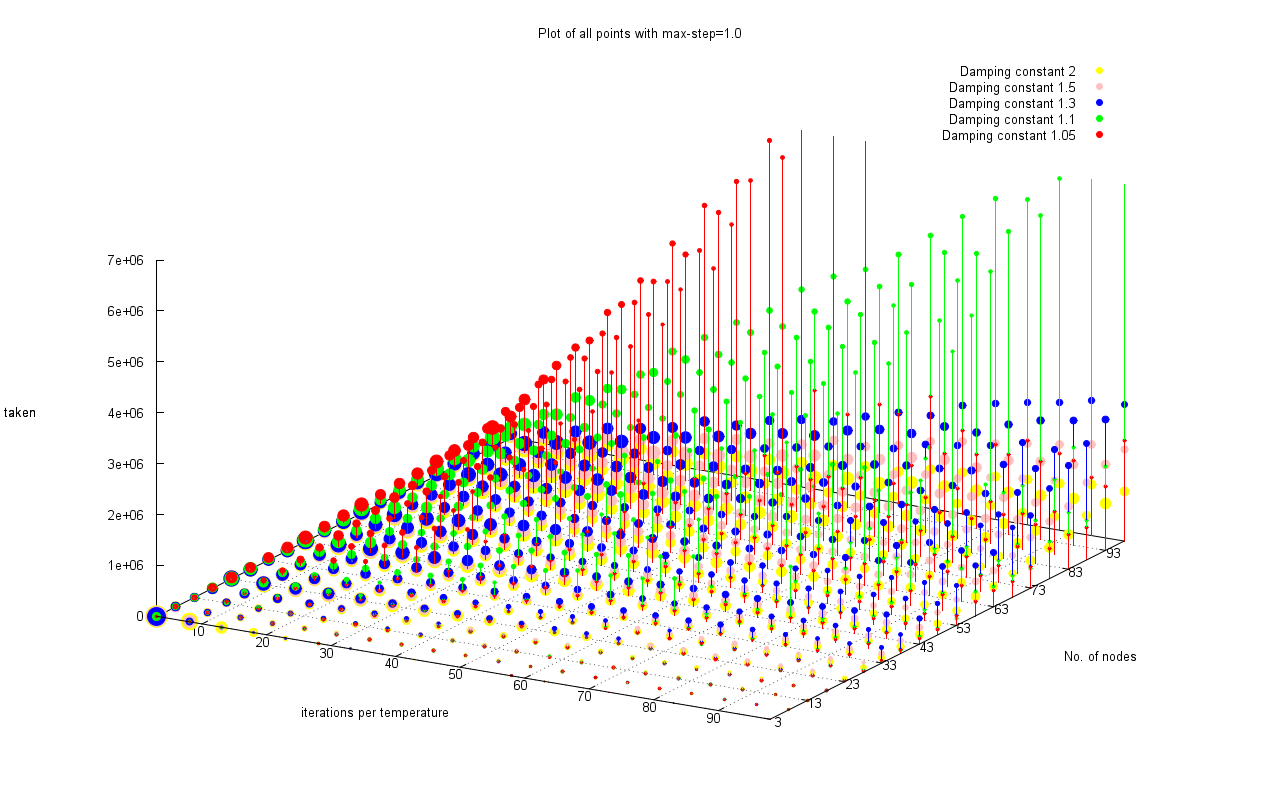 Plot of all points with max-step=1.0
Damping constant 2
Damping constant 1.5
Damping constant 1.3
Damping constant 1.1
Damping constant 1.05
7e+06
6e+06
5e+06
4e+06
3e+06
2e+06
1e+06
0
taken
10
20
30
40
50
60
70
80
90
iterations per temperature
3
13
23
33
43
53
63
73
83
93
No. of nodes